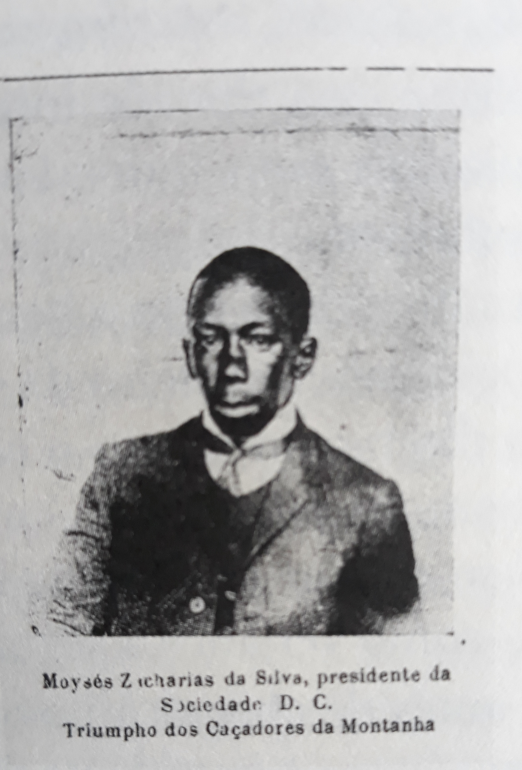 Moysés Zacharias da Silva, presidente da
Sociedade D. C.
Triumpho dos Caçadores da Montanha